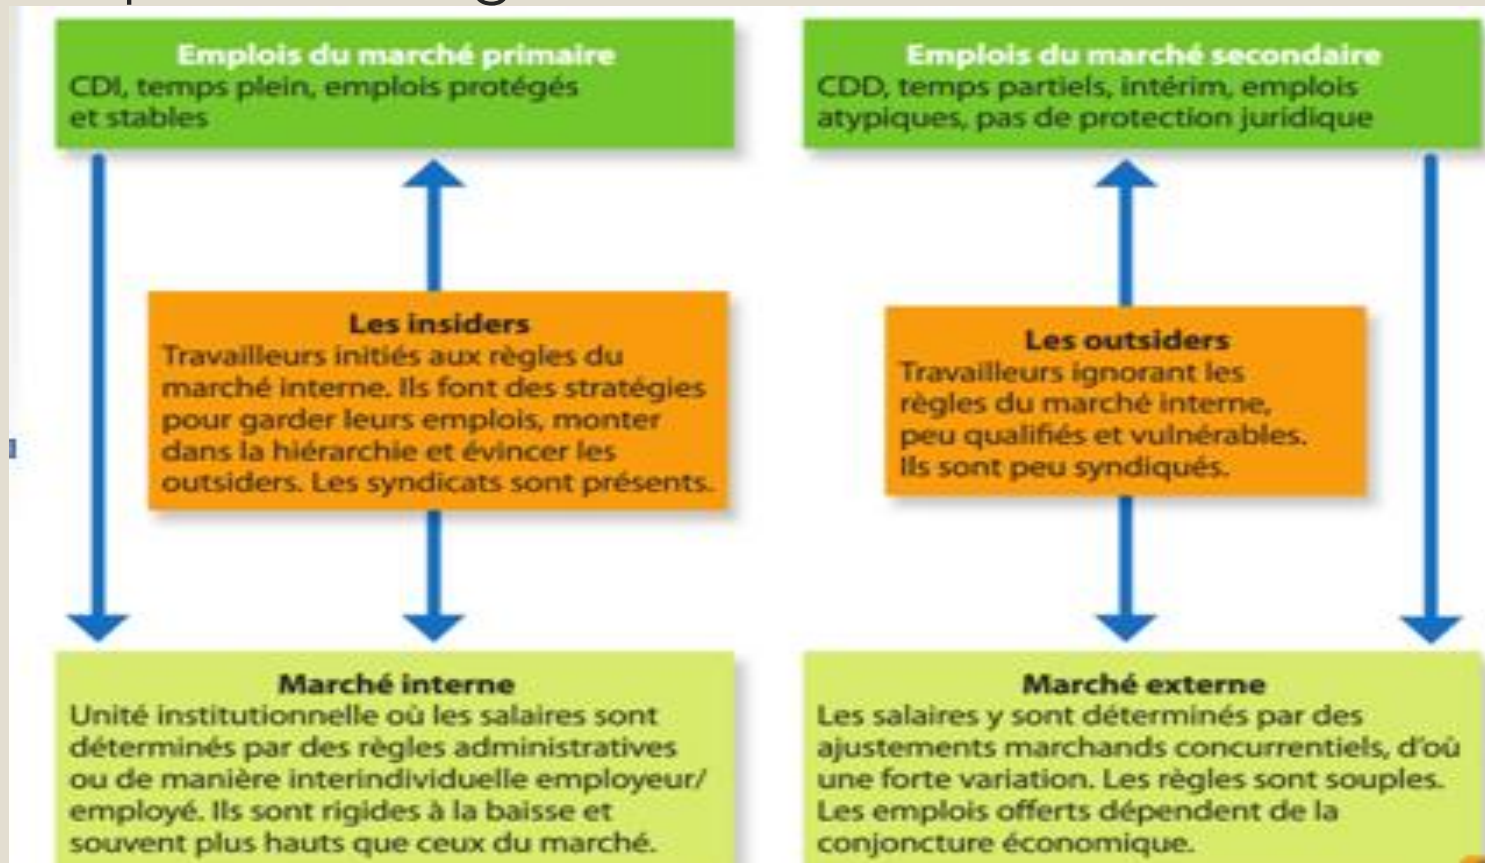 Emplois du marché primaire
CDI, temps plein, emplois protégés
et stables
Emplois du marché secondaire
CDD, temps partiels, intérim, emplois
atypiques, pas de protection juridique
Les insiders
Travailleurs initiés aux règles du
marché interne. Ils font des stratégies
pour garder leurs emplois, monter
dans la hiérarchie et évincer les
outsiders. Les syndicats sont présents.
Les outsiders
Travailleurs ignorant les
règles du marché interne,
peu qualifiés et vulnérables.
Ils sont peu syndiqués.
Marché interne
Unité institutionnelle où les salaires sont
déterminés par des règles administratives
ou de manière interindividuelle employeur/
employé. Ils sont rigides à la baisse et
souvent plus hauts que ceux du marché.
Marché externe
Les salaires y sont déterminés par des
ajustements marchands concurrentiels, d'où
une forte variation. Les règles sont souples.
Les emplois offerts dépendent de la
conjoncture économique.